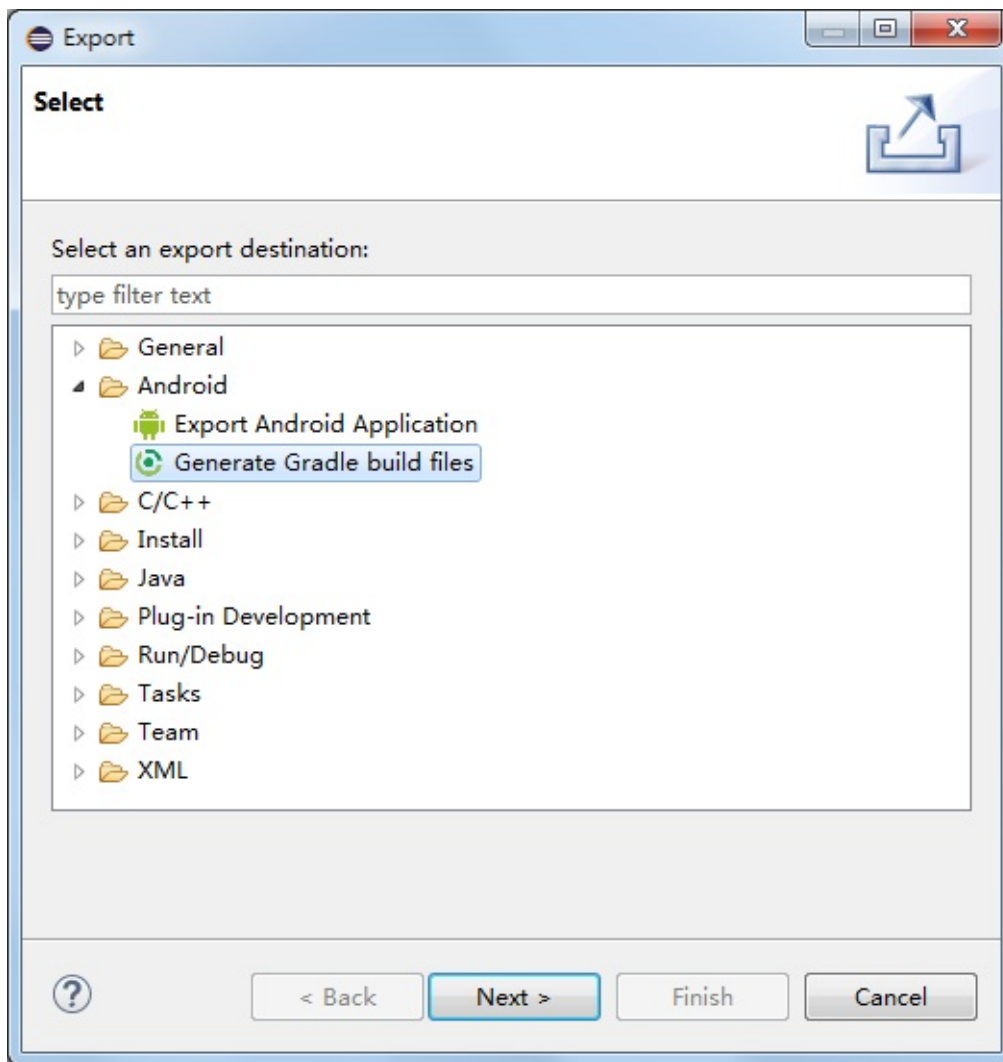 Export
Select
Select an export destination:
type filter text
General
Android
Export Android Application
Generate Gradle build files
C/C++
Install
Java
Plug-in Development
Run/Debug
Tasks
Team
XML
?
< Back
Next >
Finish
Cancel